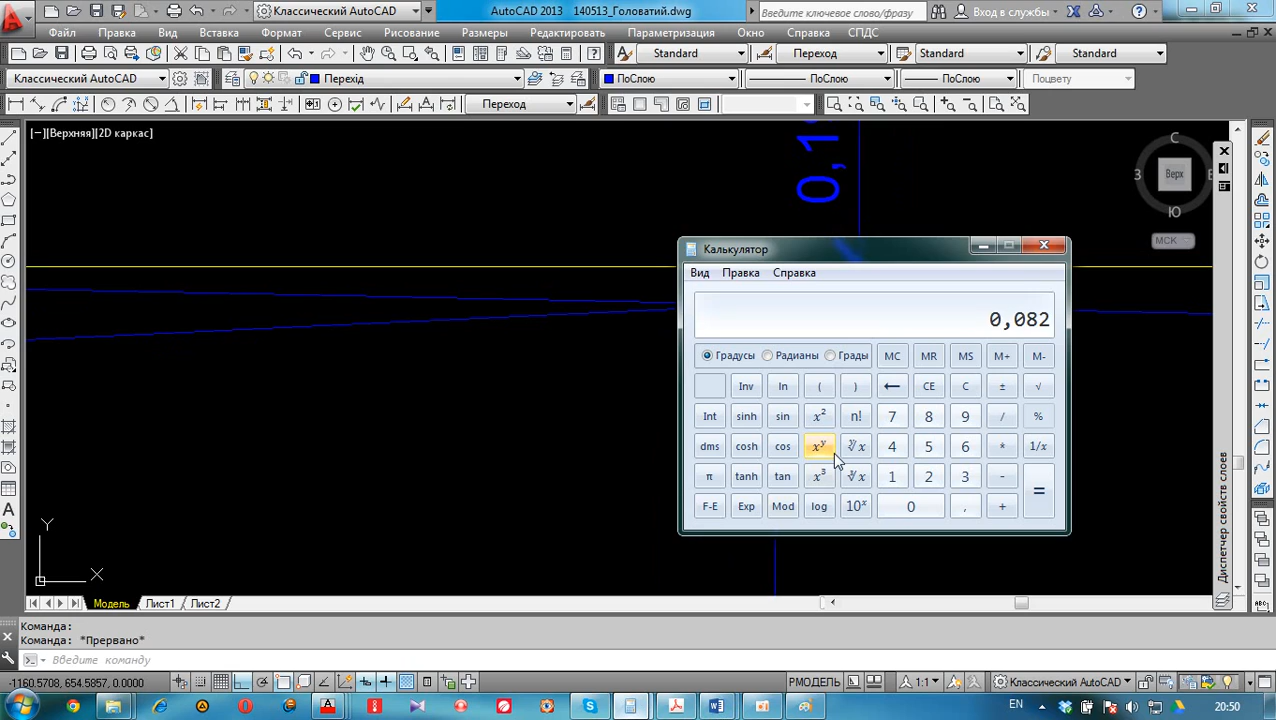 Классический AutoCAD
AutoCAD 2013 140513_Головатий.dwg
Введите ключевое слово/фразу
Вход в службы
Файл Правка Вид Вставка Формат Сервис Рисование Размеры Редактировать Параметризация Окно Справка СПДС
Standard Переход Standard Standard
Классический AutoCAD Перехід ПоСлою ПоСлою ПоСлою Поцвету
Переход
[−][Верхняя][2D каркас]
С
З Верх
Ю
МСК
0,1
Калькулятор
Вид Правка Справка
0,082
Градусы Радианы Грады MC MR MS M+ M-
Inv ln ( ) ← CE C ± √
Int sinh sin x² n! 7 8 9 / %
dms cosh cos xʸ ʸ√x 4 5 6 * 1/x
π tanh tan x³ ³√x 1 2 3 - =
F-E Exp Mod log 10ˣ 0 , +
Диспетчер свойств слоев
Y
X
Модель Лист1 Лист2
Команда:
Команда: *Прервано*
Введите команду
-1160.5708, 654.5857, 0.0000
РМОДЕЛЬ 1:1 Классический AutoCAD
EN 20:50